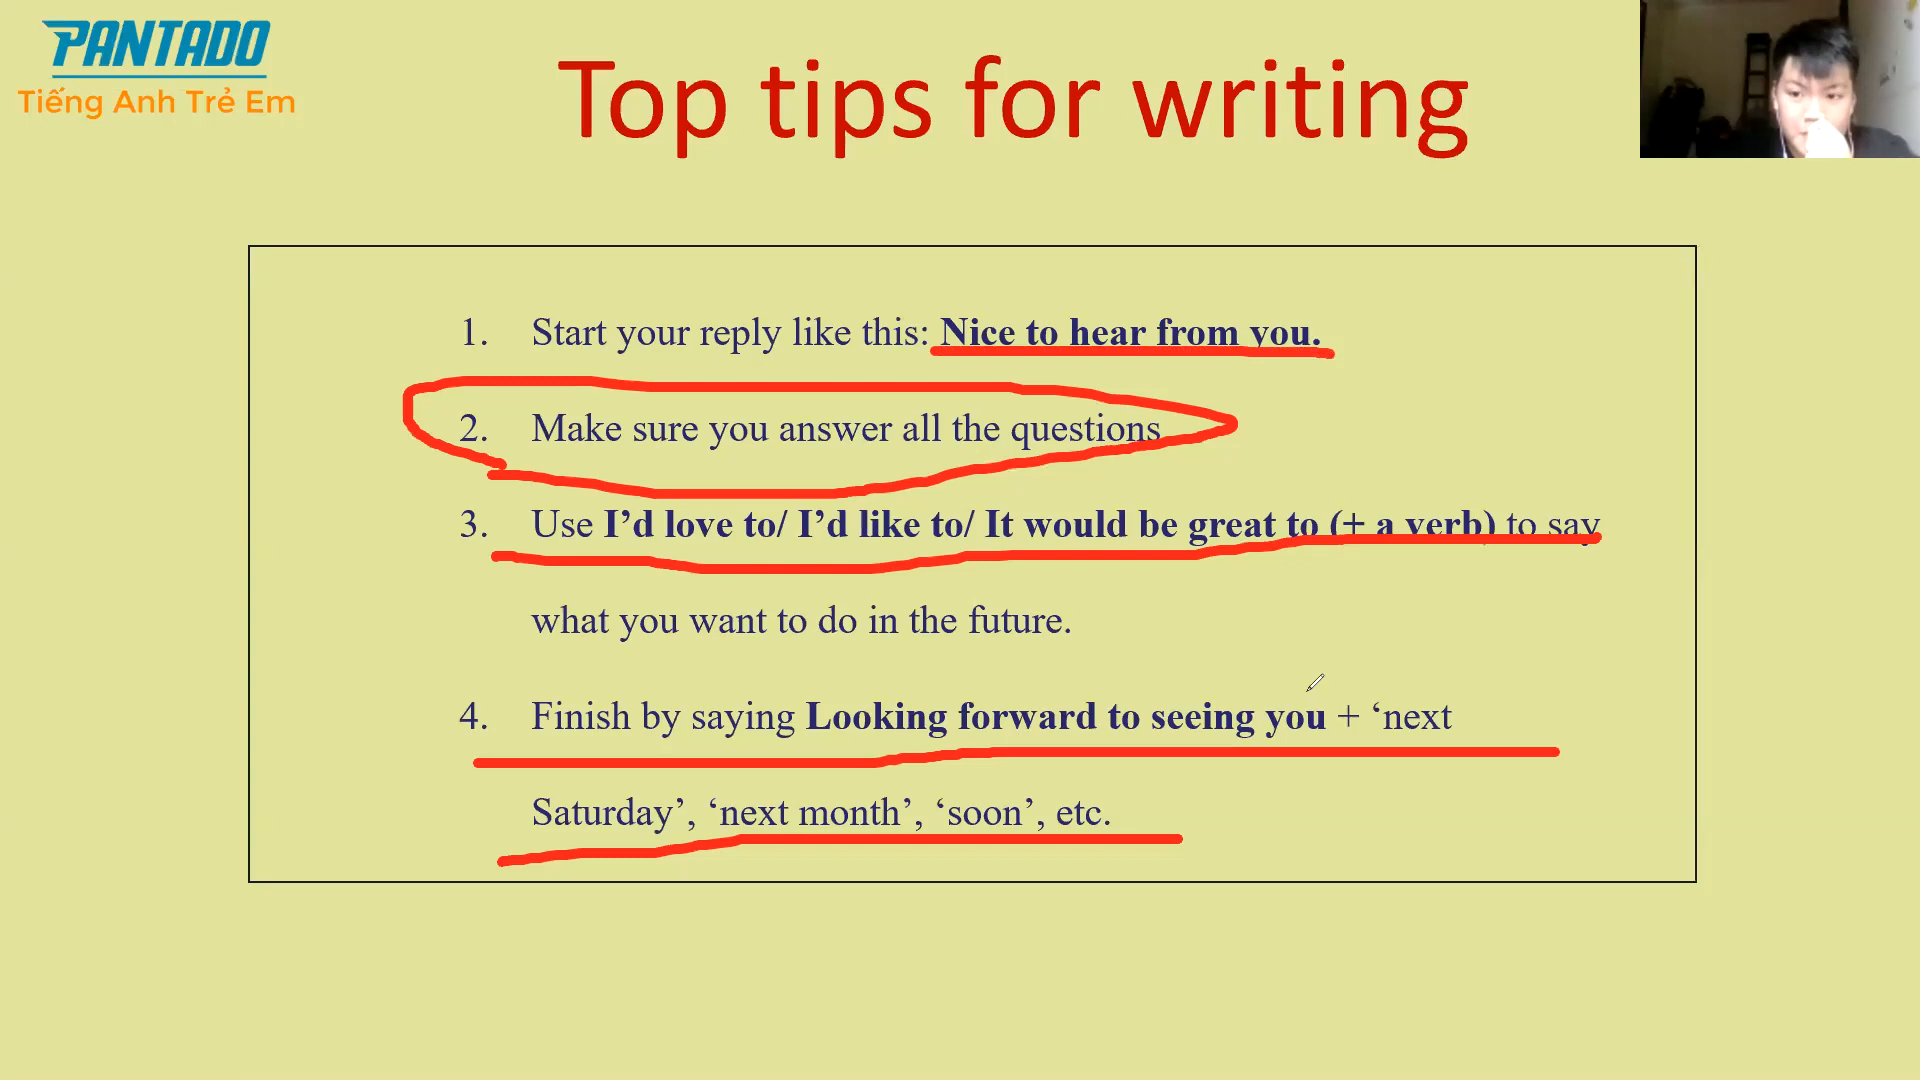 PANTADO
Tiếng Anh Trẻ Em
Top tips for writing
1. Start your reply like this: Nice to hear from you.
2. Make sure you answer all the questions
3. Use I’d love to/ I’d like to/ It would be great to (+ a verb) to say
what you want to do in the future.
4. Finish by saying Looking forward to seeing you + ‘next
Saturday’, ‘next month’, ‘soon’, etc.